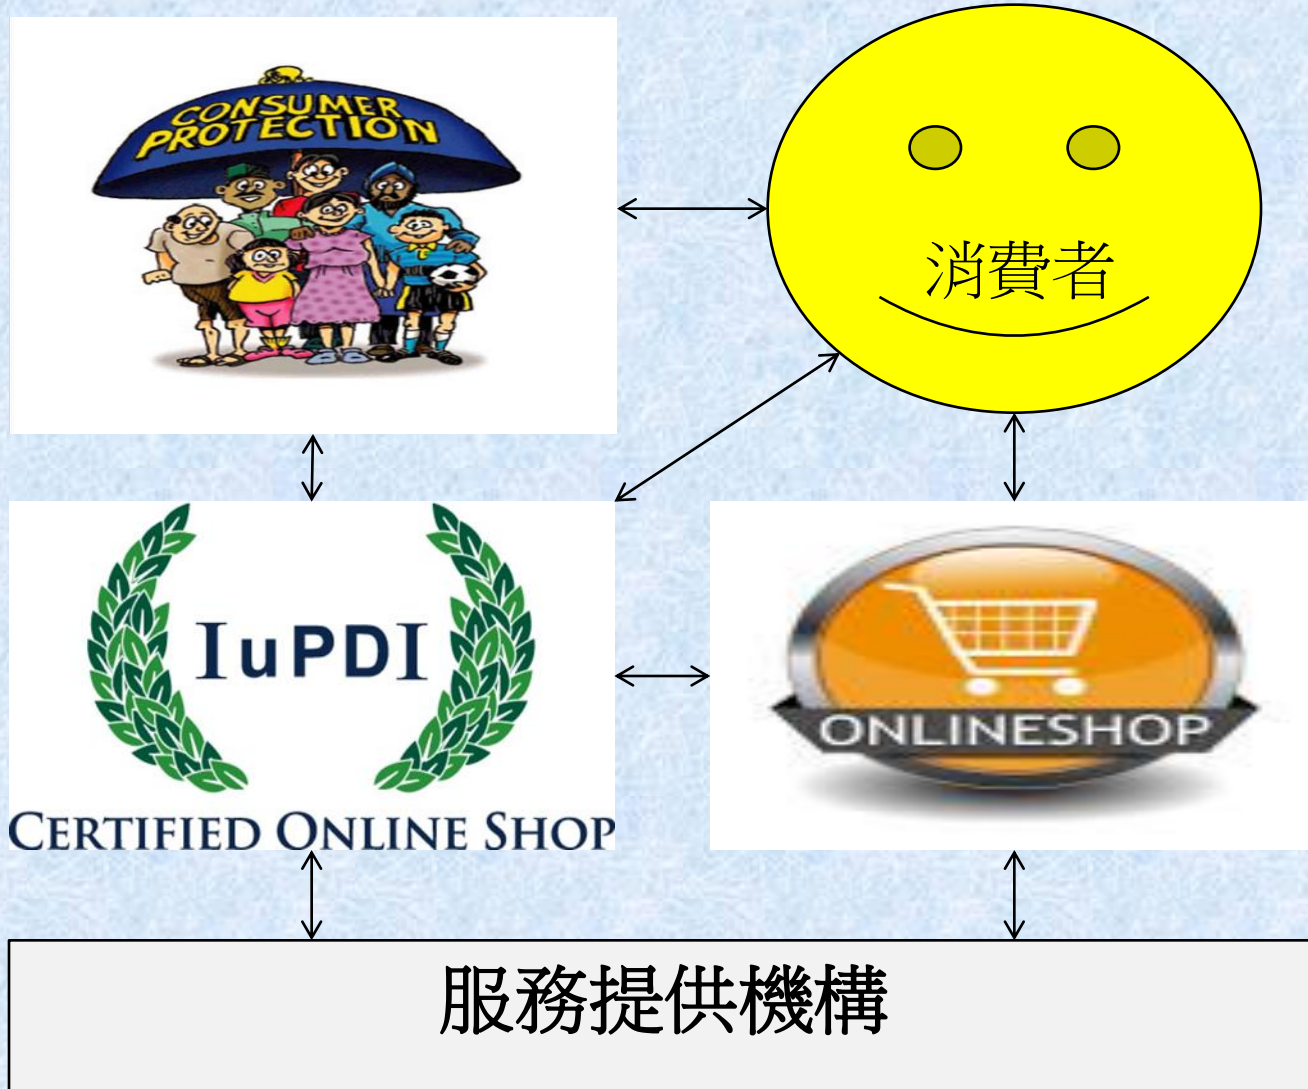 CONSUMER
PROTECTION
消費者
IuPDI
CERTIFIED ONLINE SHOP
ONLINESHOP
服務提供機構